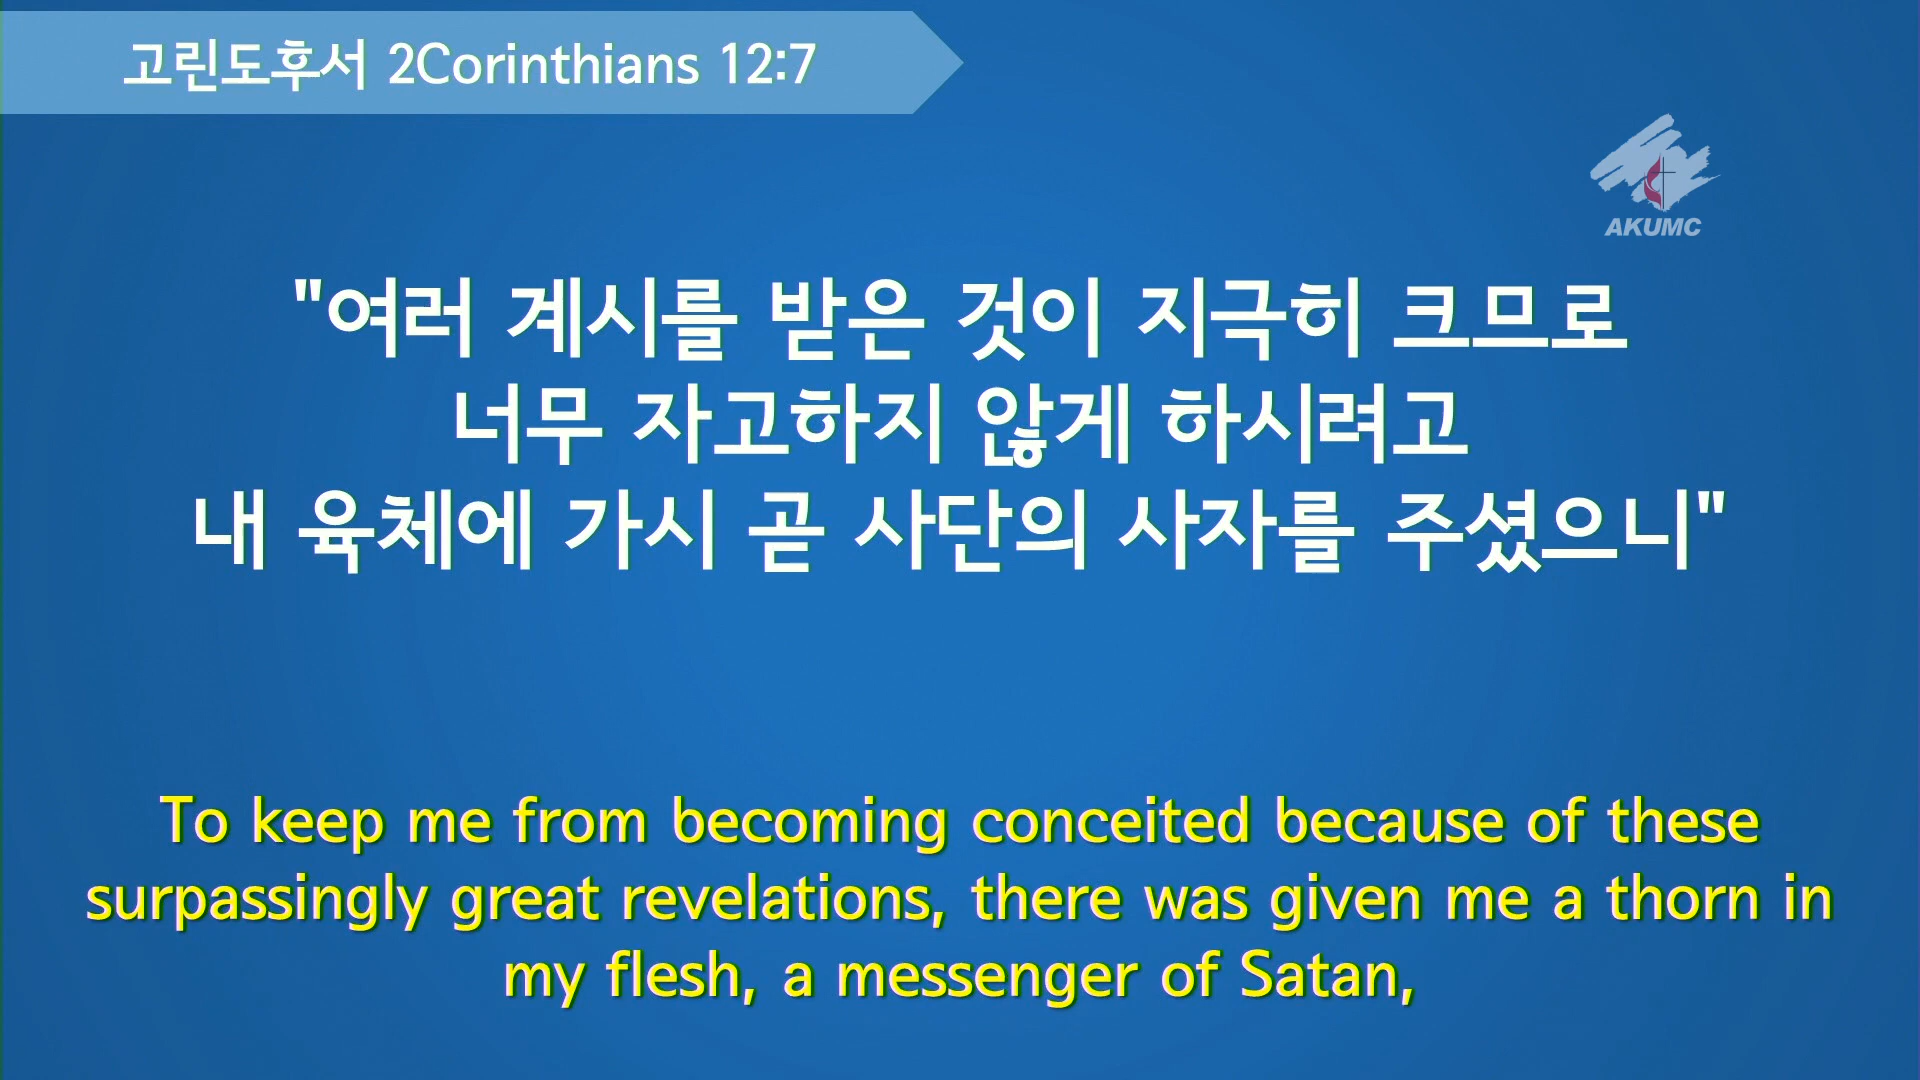 고린도후서 2Corinthians 12:7
AKUMC
"여러 계시를 받은 것이 지극히 크므로
너무 자고하지 않게 하시려고
내 육체에 가시 곧 사단의 사자를 주셨으니"
To keep me from becoming conceited because of these
surpassingly great revelations, there was given me a thorn in
my flesh, a messenger of Satan,